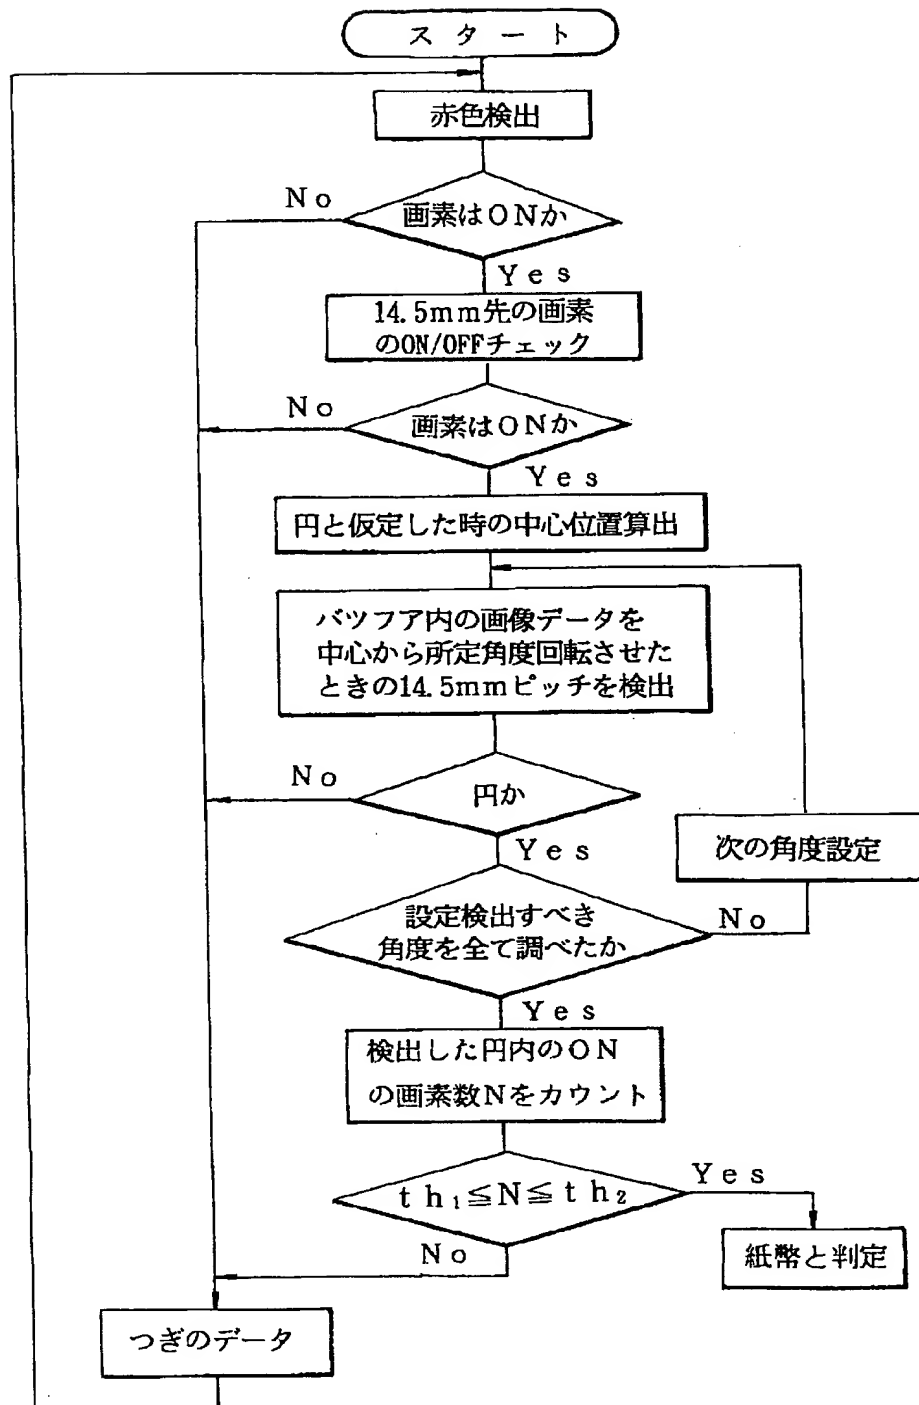 スタート
赤色検出
No
画素はONか
Yes
14.5mm先の画素
のON/OFFチェック
No
画素はONか
Yes
円と仮定した時の中心位置算出
バツフア内の画像データを
中心から所定角度回転させた
ときの14.5mmピッチを検出
No
円か
Yes
次の角度設定
設定検出すべき
角度を全て調べたか
No
Yes
検出した円内のON
の画素数Nをカウント
th₁≦N≦th₂
Yes
No
紙幣と判定
つぎのデータ